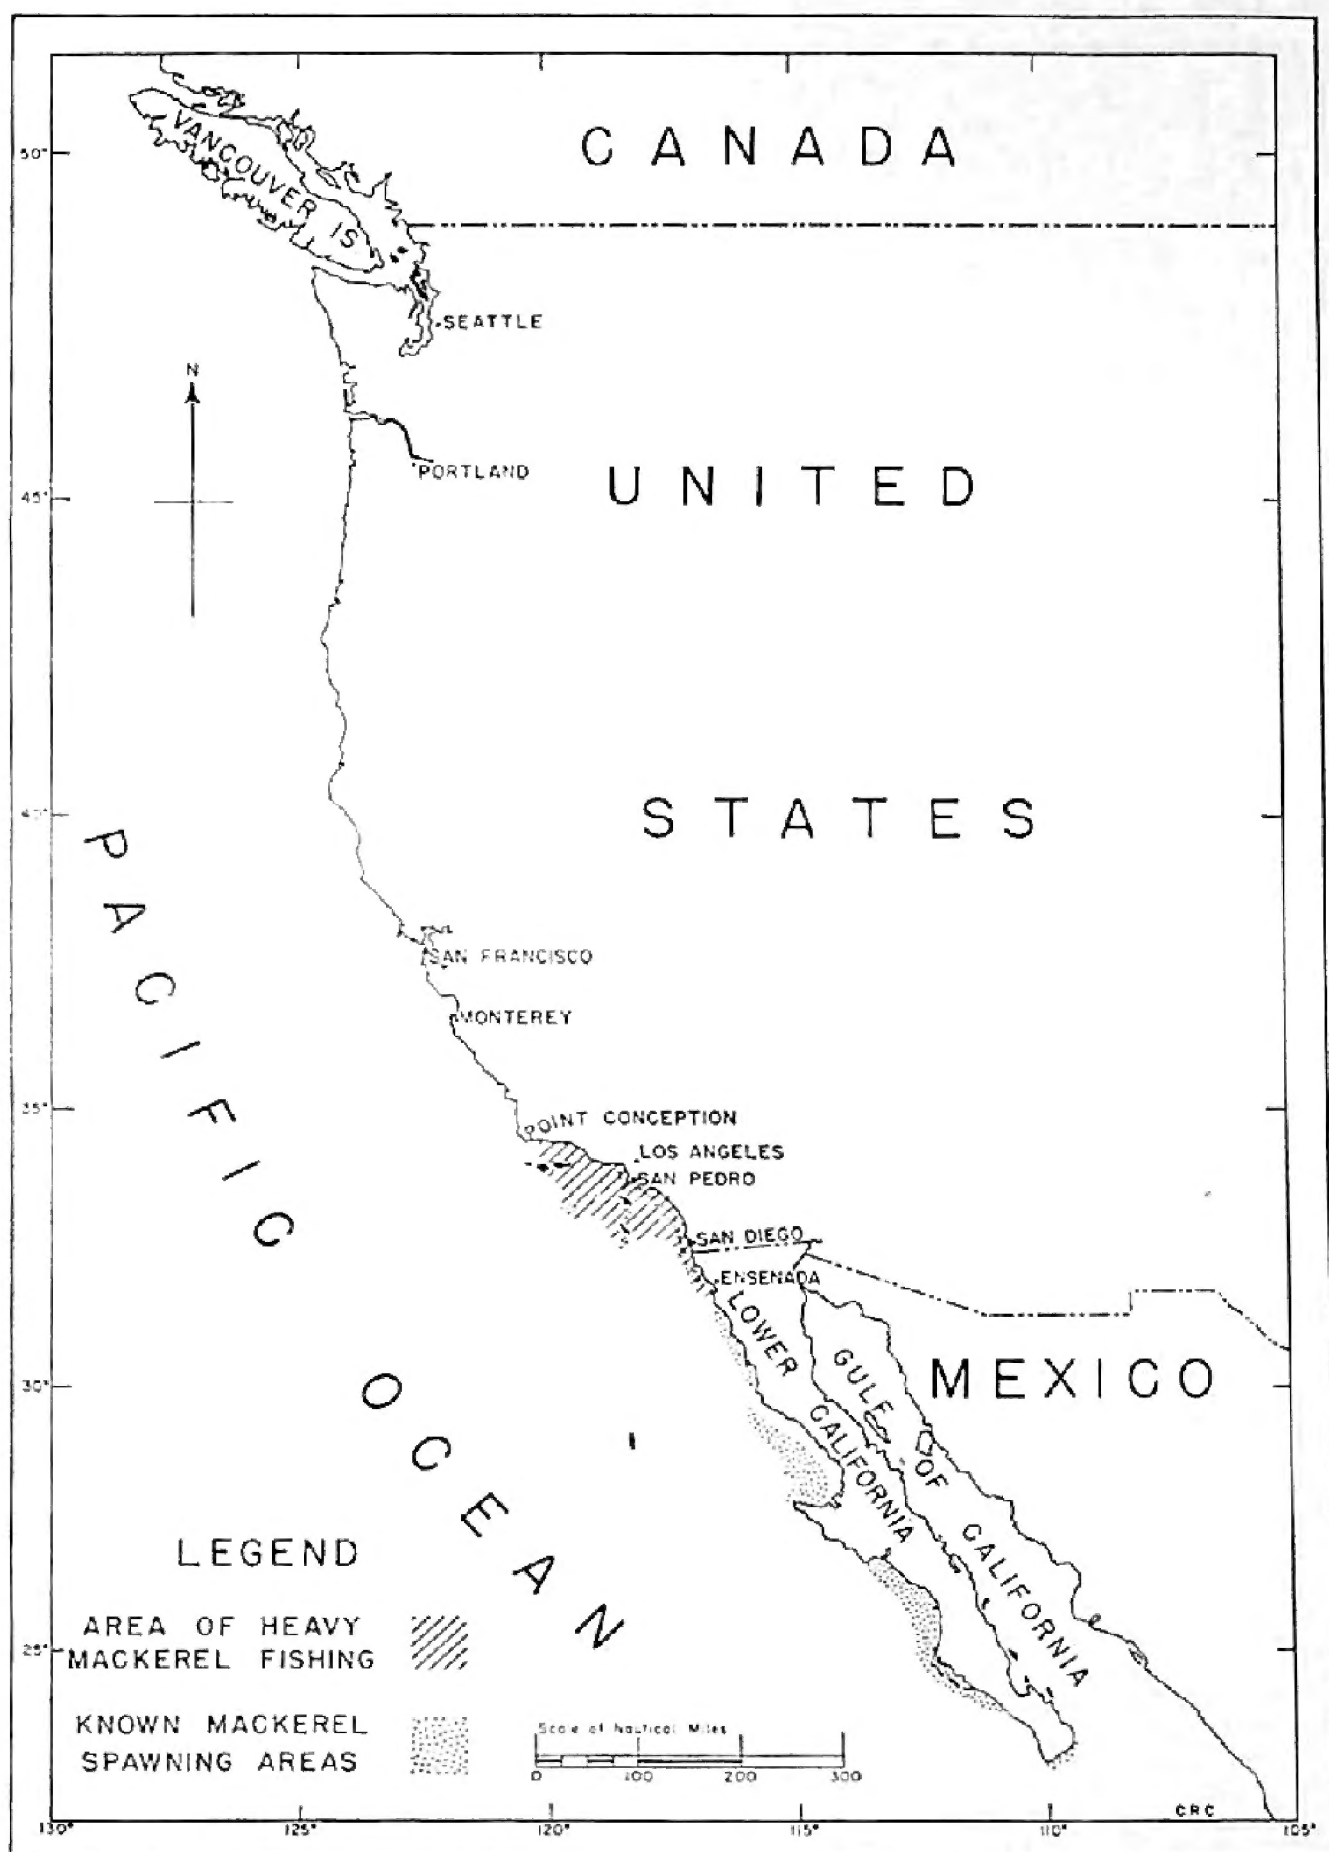 CANADA
50°
VANCOUVER IS
SEATTLE
N
PORTLAND
45°
UNITED
STATES
40°
PACIFIC OCEAN
SAN FRANCISCO
MONTEREY
35°
POINT CONCEPTION
LOS ANGELES
SAN PEDRO
SAN DIEGO
ENSENADA
LOWER CALIFORNIA
GULF OF CALIFORNIA
MEXICO
30°
LEGEND
AREA OF HEAVY
MACKEREL FISHING
25°
KNOWN MACKEREL
SPAWNING AREAS
Scale of Nautical Miles
0 100 200 300
CRC
130° 125° 120° 115° 110° 105°